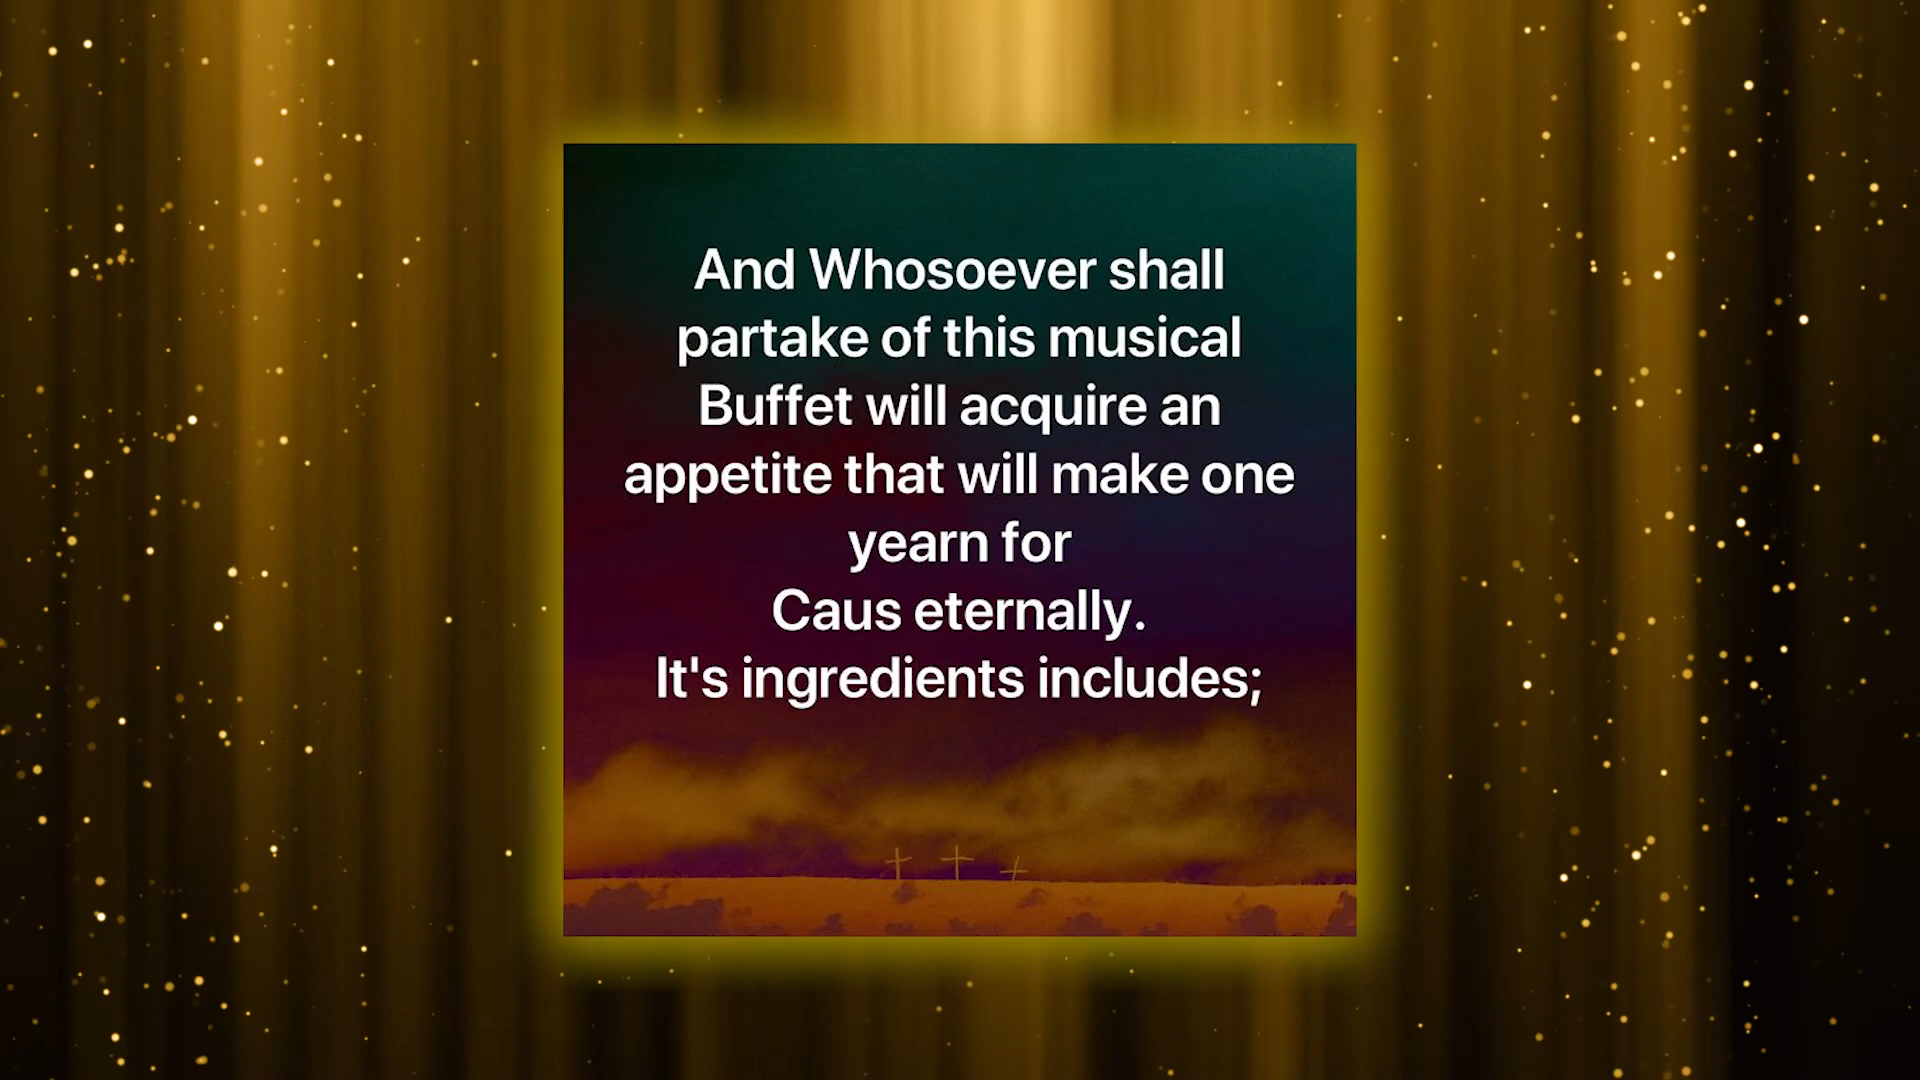 And Whosoever shall
partake of this musical
Buffet will acquire an
appetite that will make one
yearn for
Caus eternally.
It's ingredients includes;